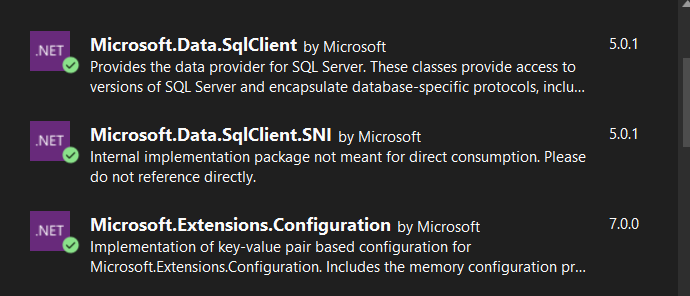 .NET
Microsoft.Data.SqlClient by Microsoft 5.0.1
Provides the data provider for SQL Server. These classes provide access to
versions of SQL Server and encapsulate database-specific protocols, inclu...
.NET
Microsoft.Data.SqlClient.SNI by Microsoft 5.0.1
Internal implementation package not meant for direct consumption. Please
do not reference directly.
.NET
Microsoft.Extensions.Configuration by Microsoft 7.0.0
Implementation of key-value pair based configuration for
Microsoft.Extensions.Configuration. Includes the memory configuration pr...